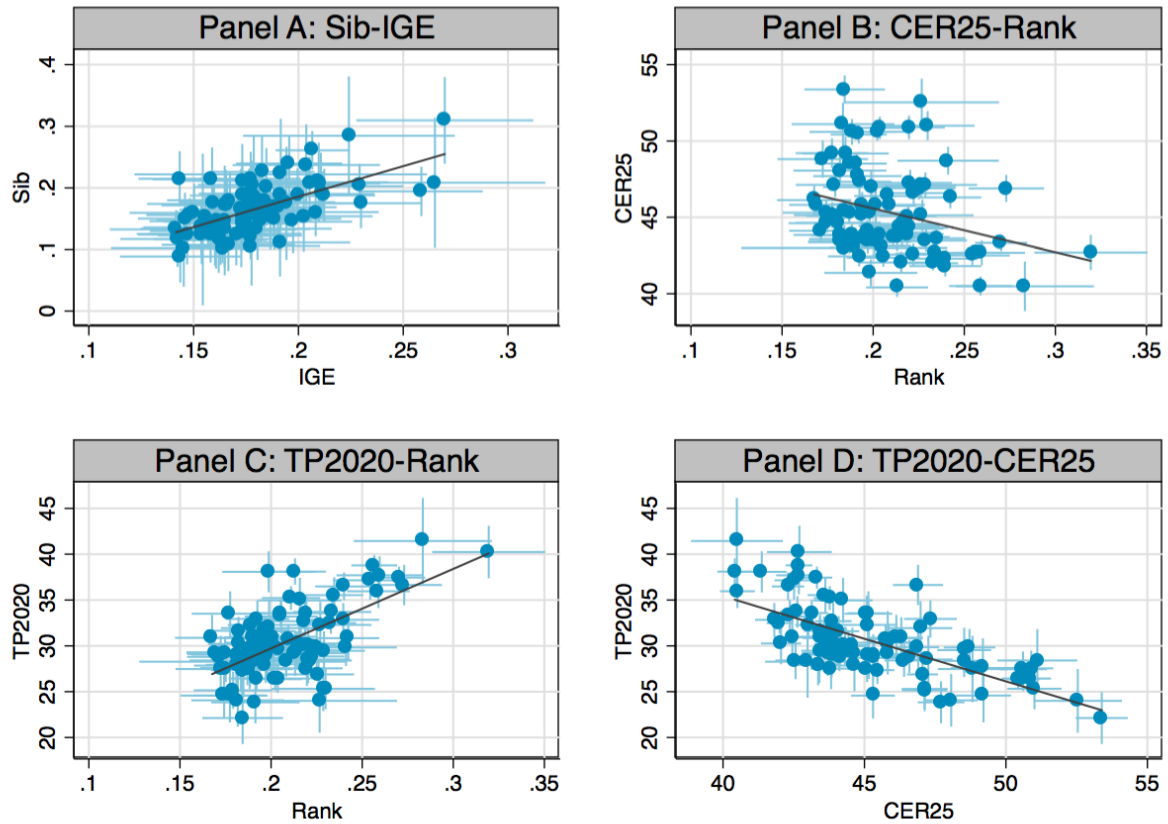 Panel A: Sib-IGE
.4
.3
.2
.1
0
Sib
.1 .15 .2 .25 .3
IGE
Panel B: CER25-Rank
55
50
45
40
CER25
.1 .15 .2 .25 .3 .35
Rank
Panel C: TP2020-Rank
45
40
35
30
25
20
TP2020
.1 .15 .2 .25 .3 .35
Rank
Panel D: TP2020-CER25
45
40
35
30
25
20
TP2020
40 45 50 55
CER25